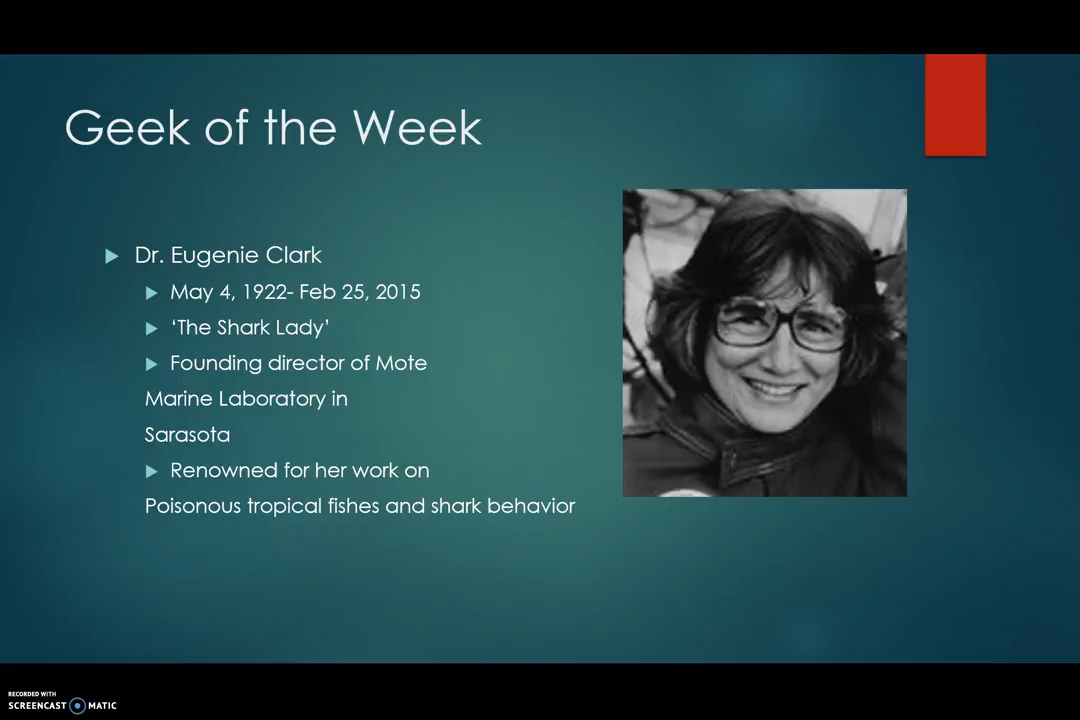 Geek of the Week
Dr. Eugenie Clark
May 4, 1922- Feb 25, 2015
‘The Shark Lady’
Founding director of Mote
Marine Laboratory in
Sarasota
Renowned for her work on
Poisonous tropical fishes and shark behavior
RECORDED WITH
SCREENCAST MATIC